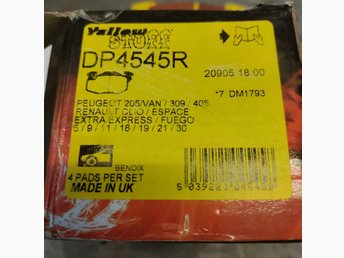 Yellow
STUFF
DP4545R
20905 18.00
*7 DM1793
PEUGEOT 205/VAN / 309 / 405
RENAULT CLIO / ESPACE
EXTRA EXPRESS / FUEGO
5 / 9 / 11 / 18 / 19 / 21 / 30
BENDIX
4 PADS PER SET
MADE IN UK